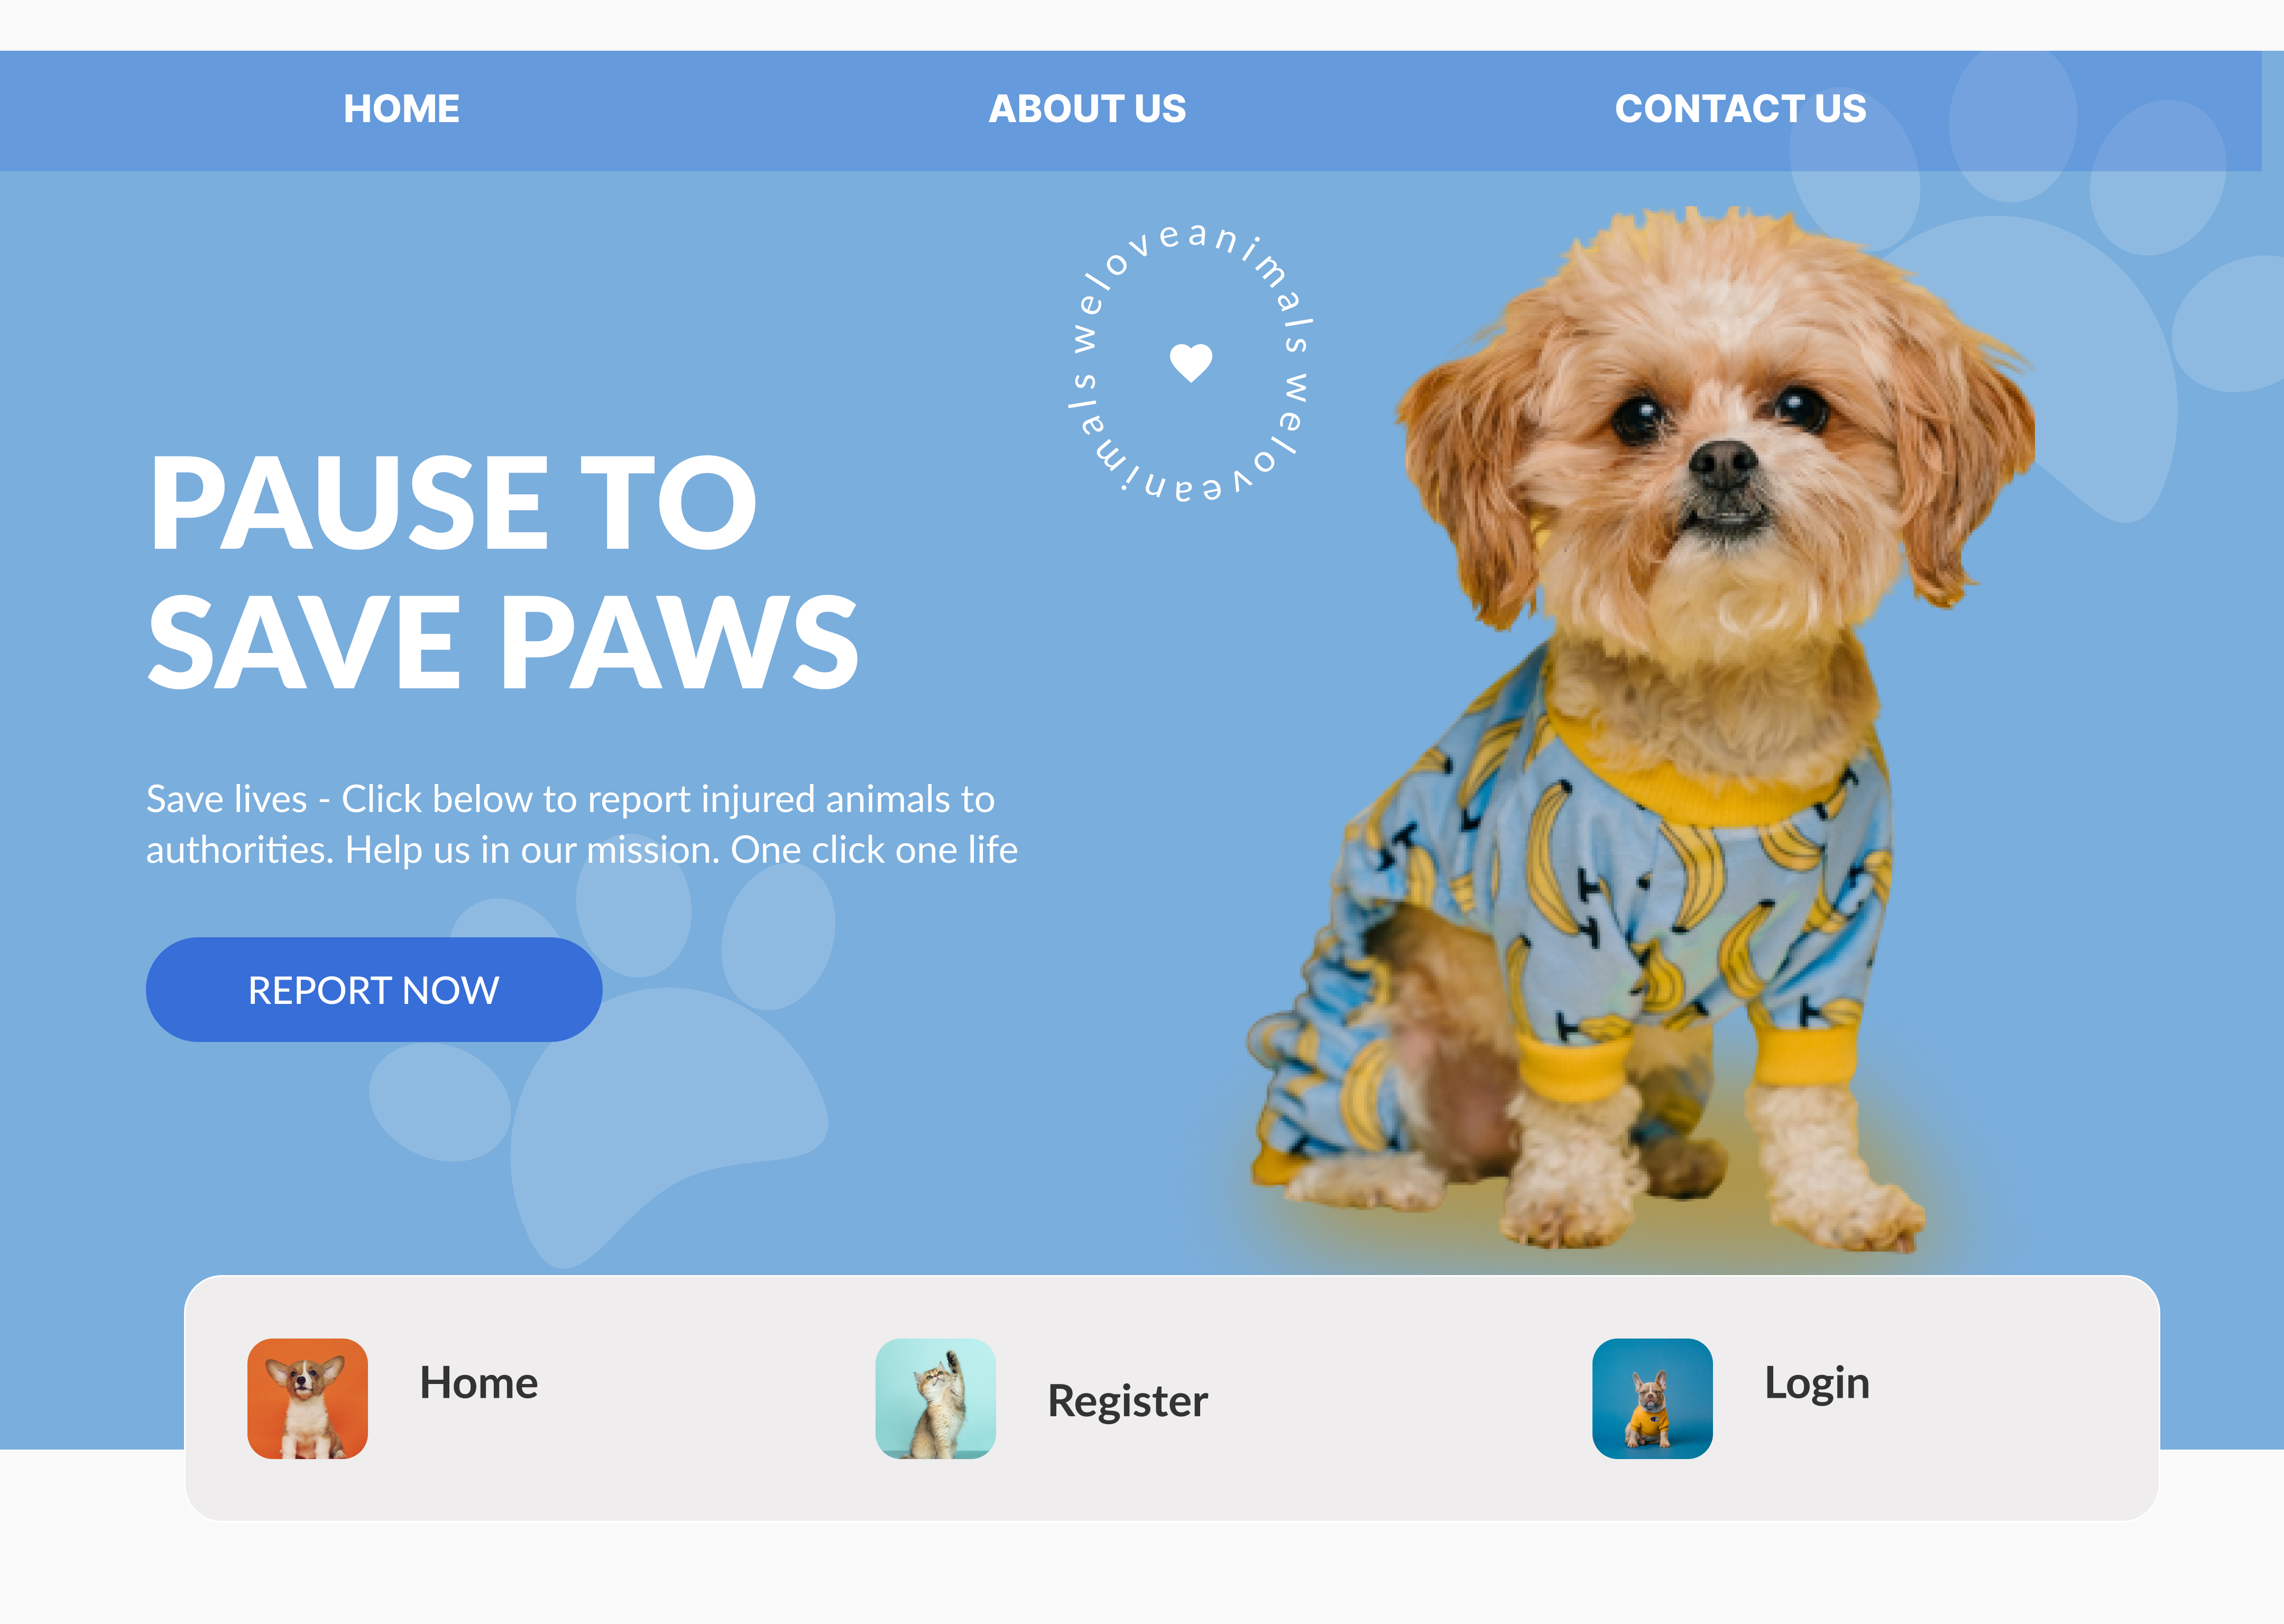 HOME
ABOUT US
CONTACT US
weloveanimals weloveanimals
PAUSE TO
SAVE PAWS
Save lives - Click below to report injured animals to
authorities. Help us in our mission. One click one life
REPORT NOW
Home
Register
Login